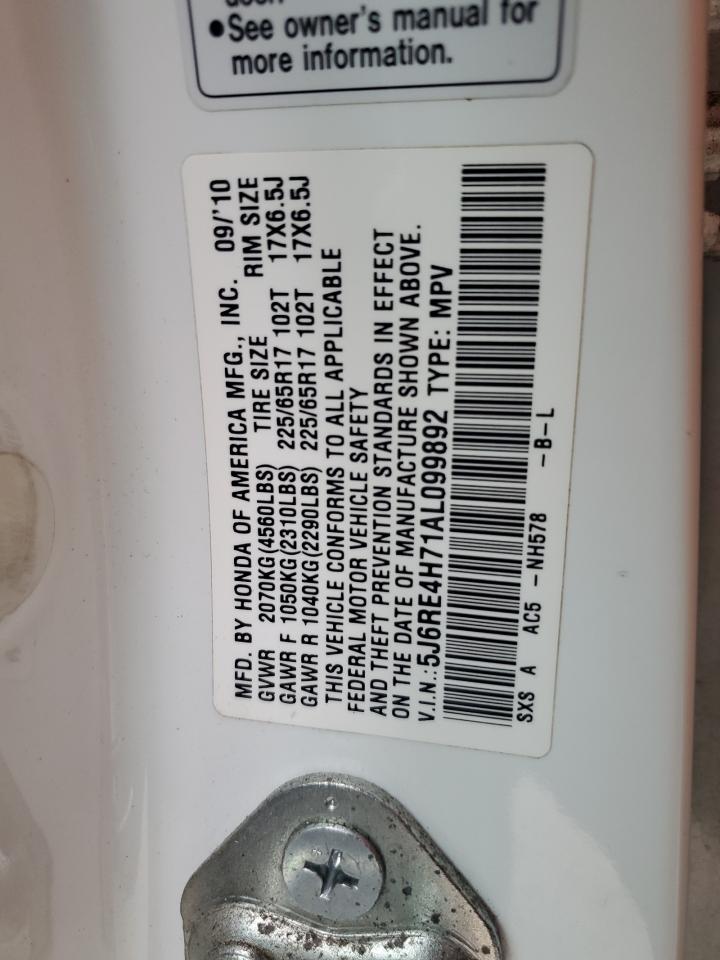 ●See owner's manual for
more information.
MFD. BY HONDA OF AMERICA MFG., INC. 09/'10
GVWR 2070KG(4560LBS) TIRE SIZE RIM SIZE
GAWR F 1050KG(2310LBS) 225/65R17 102T 17X6.5J
GAWR R 1040KG(2290LBS) 225/65R17 102T 17X6.5J
THIS VEHICLE CONFORMS TO ALL APPLICABLE
FEDERAL MOTOR VEHICLE SAFETY
AND THEFT PREVENTION STANDARDS IN EFFECT
ON THE DATE OF MANUFACTURE SHOWN ABOVE.
V.I.N.:5J6RE4H71AL099892 TYPE: MPV
SXS A AC5 -NH578 -B-L